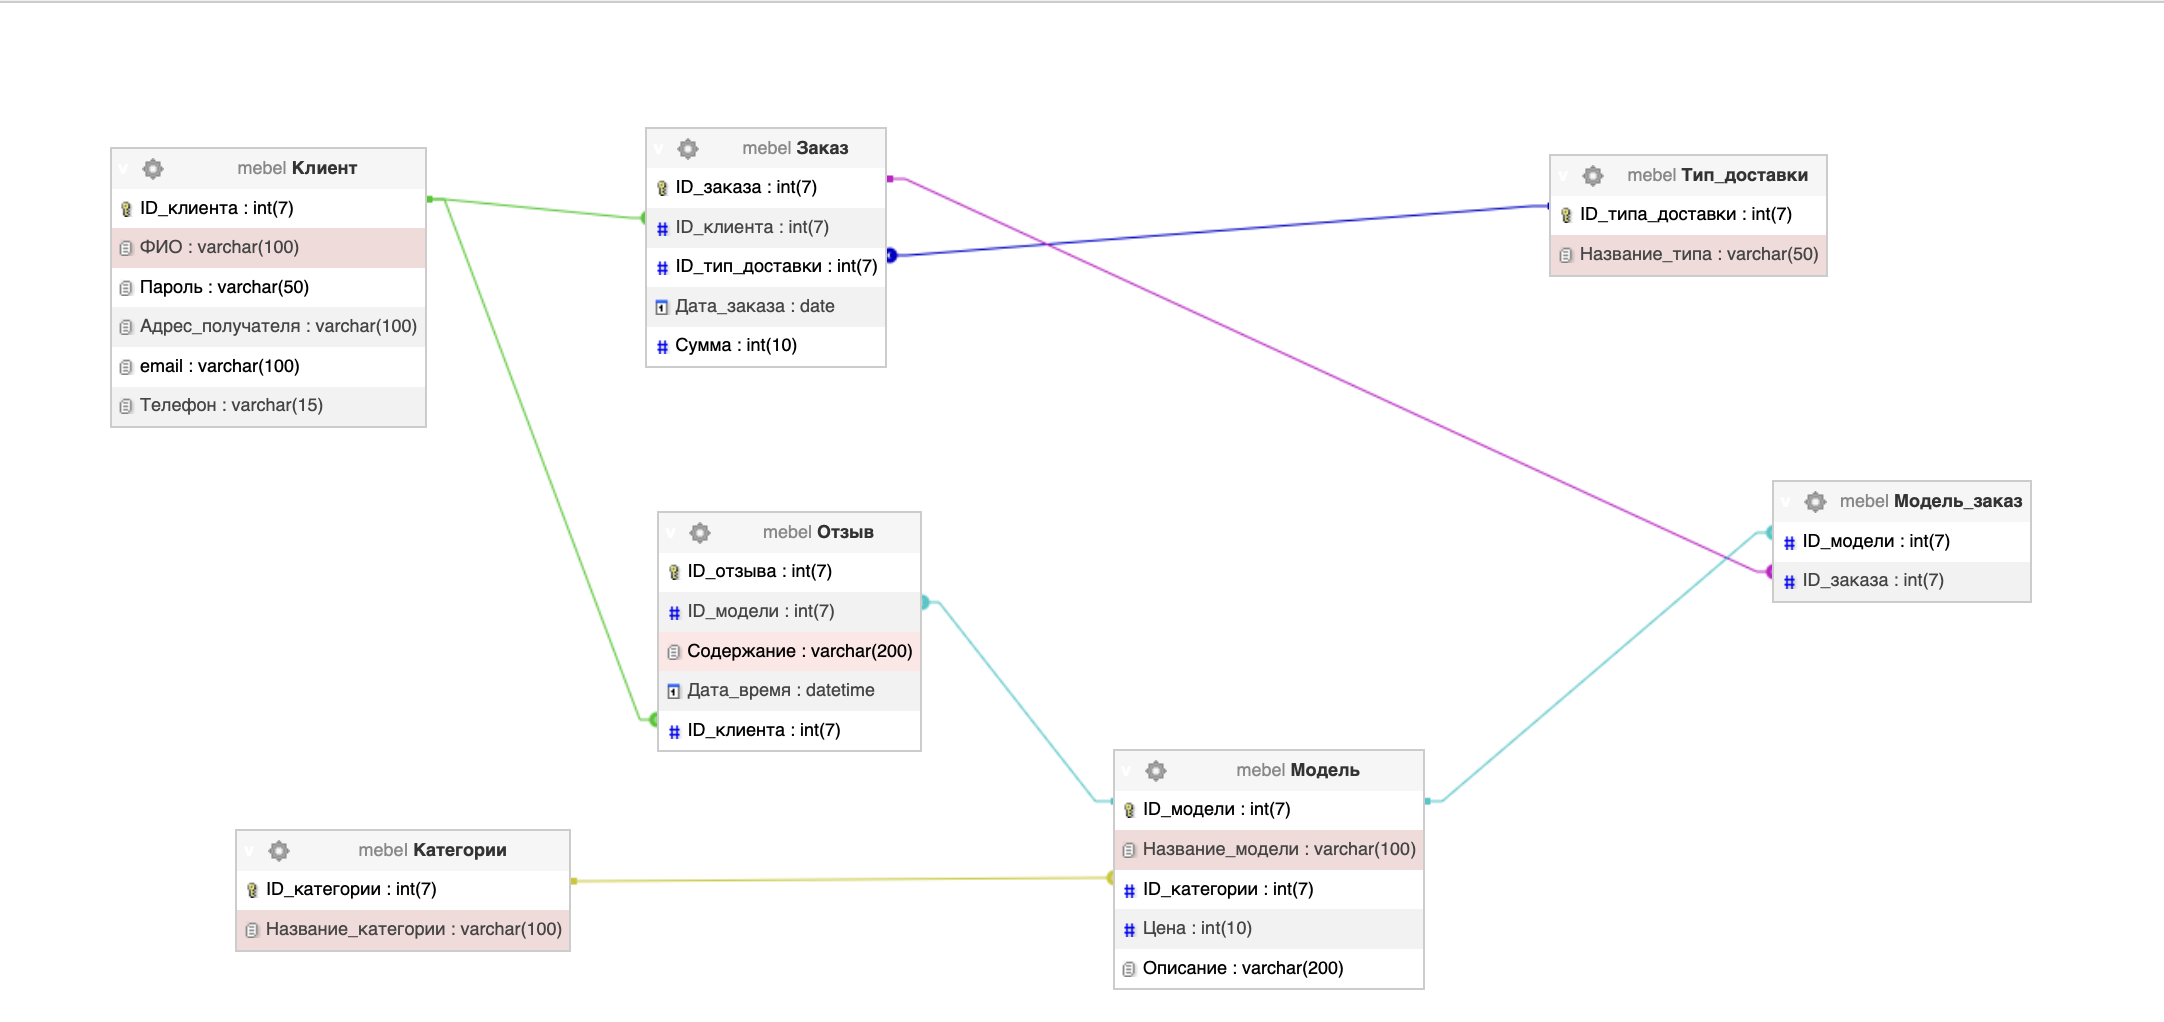 mebel Клиент
ID_клиента : int(7)
ФИО : varchar(100)
Пароль : varchar(50)
Адрес_получателя : varchar(100)
email : varchar(100)
Телефон : varchar(15)
mebel Заказ
ID_заказа : int(7)
ID_клиента : int(7)
ID_тип_доставки : int(7)
Дата_заказа : date
Сумма : int(10)
mebel Тип_доставки
ID_типа_доставки : int(7)
Название_типа : varchar(50)
mebel Модель_заказ
ID_модели : int(7)
ID_заказа : int(7)
mebel Отзыв
ID_отзыва : int(7)
ID_модели : int(7)
Содержание : varchar(200)
Дата_время : datetime
ID_клиента : int(7)
mebel Модель
ID_модели : int(7)
Название_модели : varchar(100)
ID_категории : int(7)
Цена : int(10)
Описание : varchar(200)
mebel Категории
ID_категории : int(7)
Название_категории : varchar(100)